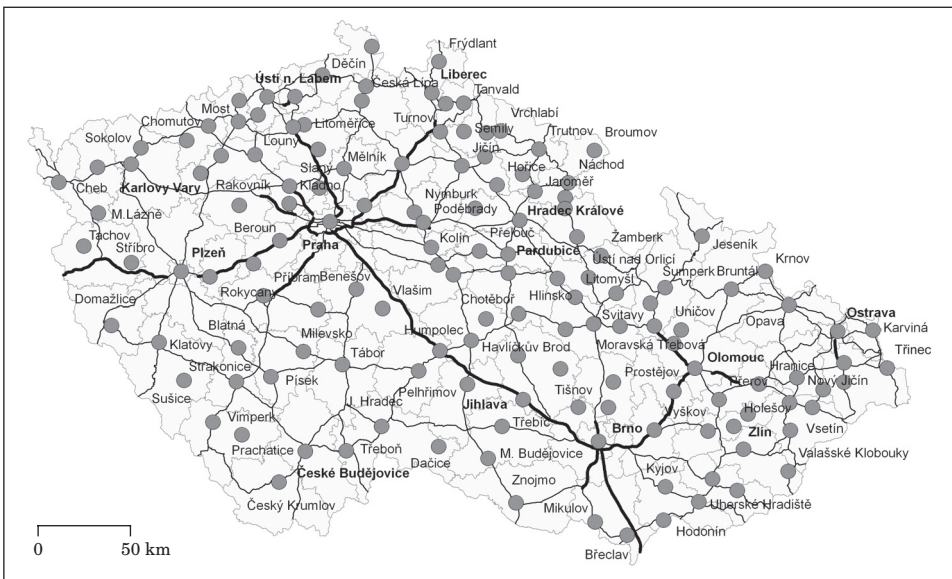 Frýdlant
Děčín
Ústí n. Labem
Česká Lípa
Liberec
Tanvald
Most
Chomutov
Litoměřice
Turnov
Semily
Vrchlabí
Trutnov
Broumov
Sokolov
Louny
Jičín
Náchod
Slaný
Mělník
Hořice
Jaroměř
Cheb
Karlovy Vary
Rakovník
Kladno
Nymburk
Poděbrady
Hradec Králové
M.Lázně
Beroun
Praha
Kolín
Přelouč
Pardubice
Žamberk
Jeseník
Tachov
Stříbro
Plzeň
Ústí nad Orlicí
Příbram
Benešov
Litomyšl
Šumperk
Bruntál
Krnov
Domažlice
Rokycany
Vlašim
Chotěboř
Hlinsko
Svitavy
Uničov
Opava
Ostrava
Blatná
Milevsko
Humpolec
Havlíčkův Brod
Moravská Třebová
Karviná
Klatovy
Strakonice
Tábor
Olomouc
Hranice
Třinec
Sušice
Písek
Pelhřimov
Tišnov
Prostějov
Přerov
Nový Jičín
Vimperk
J. Hradec
Jihlava
Vyškov
Holešov
Prachatice
Třeboň
Třebíč
Brno
Zlín
Vsetín
České Budějovice
Dačice
M. Budějovice
Kyjov
Valašské Klobouky
Český Krumlov
Znojmo
Mikulov
Uherské Hradiště
Hodonín
Břeclav
0 50 km